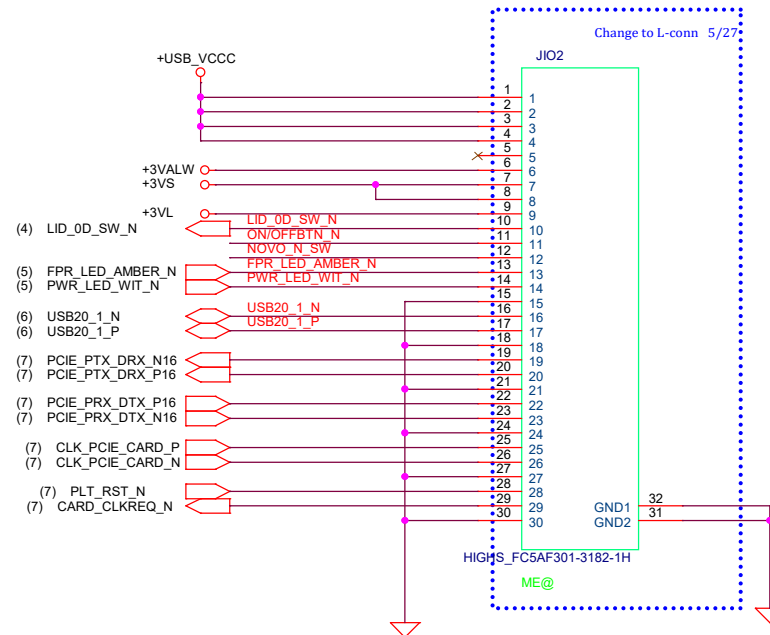 Change to L-conn 5/27
+USB_VCCC
JIO2
1 1
2 2
3 3
4 4
5 5
+3VALW 6 6
+3VS 7 7
8 8
+3VL 9 9
(4) LID_0D_SW_N LID_0D_SW_N 10 10
ON/OFFBTN_N 11 11
NOVO_N_SW 12 12
(5) FPR_LED_AMBER_N FPR_LED_AMBER_N 13 13
(5) PWR_LED_WIT_N PWR_LED_WIT_N 14 14
15 15
(6) USB20_1_N USB20_1_N 16 16
(6) USB20_1_P USB20_1_P 17 17
18 18
(7) PCIE_PTX_DRX_N16 19 19
(7) PCIE_PTX_DRX_P16 20 20
21 21
(7) PCIE_PRX_DTX_P16 22 22
(7) PCIE_PRX_DTX_N16 23 23
24 24
(7) CLK_PCIE_CARD_P 25 25
(7) CLK_PCIE_CARD_N 26 26
27 27
(7) PLT_RST_N 28 28
(7) CARD_CLKREQ_N 29 29 GND1 32
30 30 GND2 31
HIGHS_FC5AF301-3182-1H
ME@